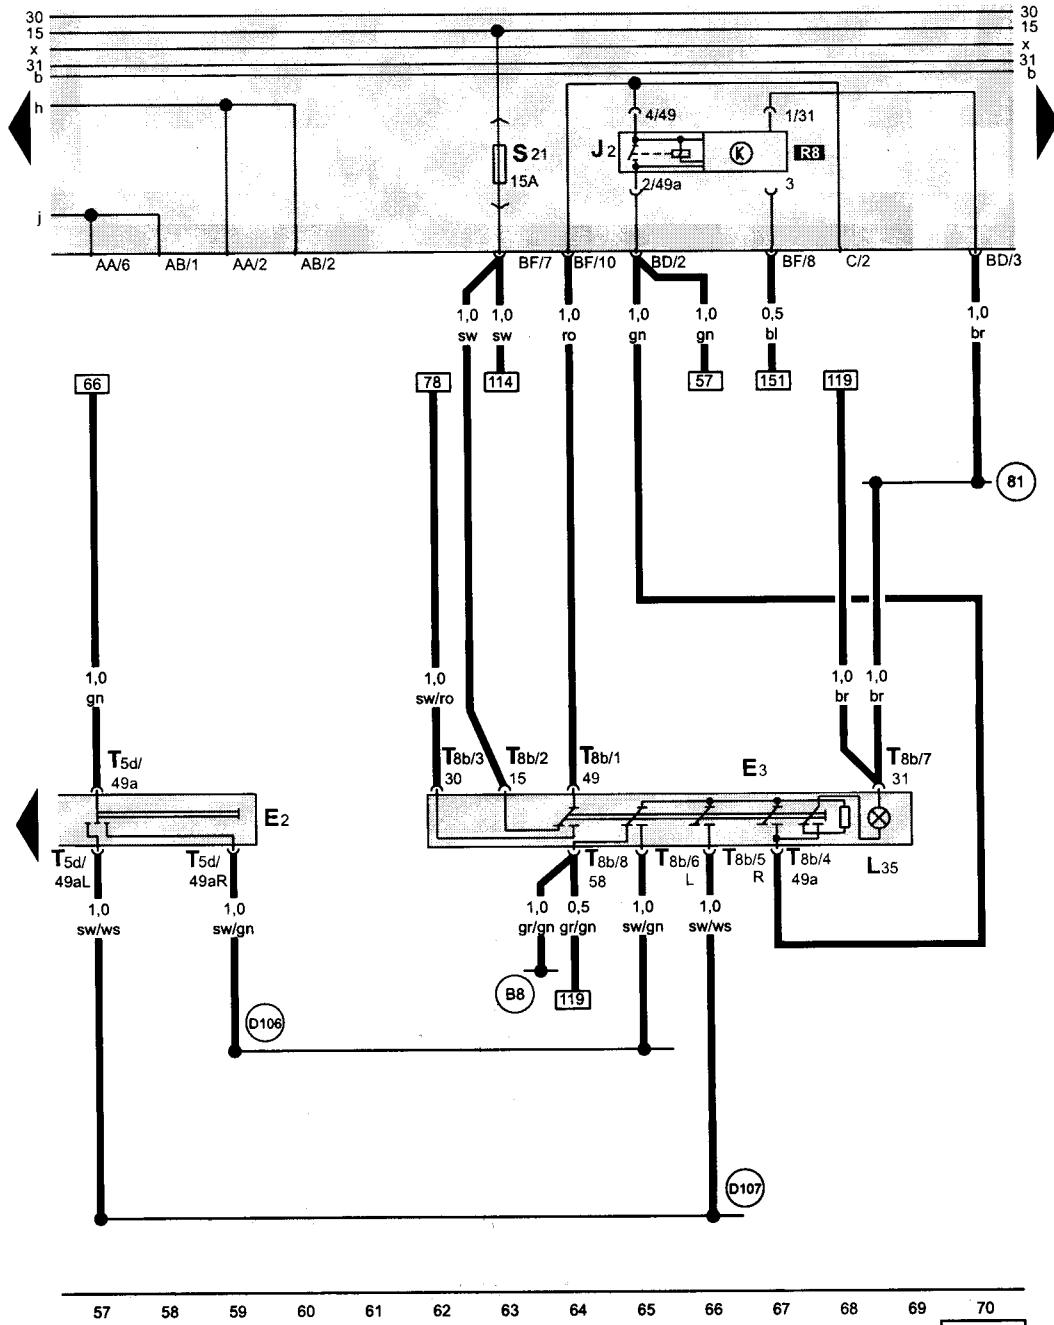 30 30
15 15
x x
31 31
b b
h
4/49 1/31
S21
15A
J2 K R8
2/49a 3
j
AA/6 AB/1 AA/2 AB/2 BF/7 BF/10 BD/2 BF/8 C/2 BD/3
1,0 1,0 1,0 1,0 1,0 0,5 1,0
sw sw ro gn gn bl br
66 78 114 57 151 119
81
1,0 1,0 1,0 1,0
gn sw/ro br br
T5d/ T8b/3 T8b/2 T8b/1 E3 T8b/7
49a 30 15 49 31
E2
T5d/ T5d/ T8b/8 T8b/6 T8b/5 T8b/4 L35
49aL 49aR 58 L R 49a
1,0 1,0 1,0 0,5 1,0 1,0
sw/ws sw/gn gr/gn gr/gn sw/gn sw/ws
B8 119
D106
D107
57 58 59 60 61 62 63 64 65 66 67 68 69 70